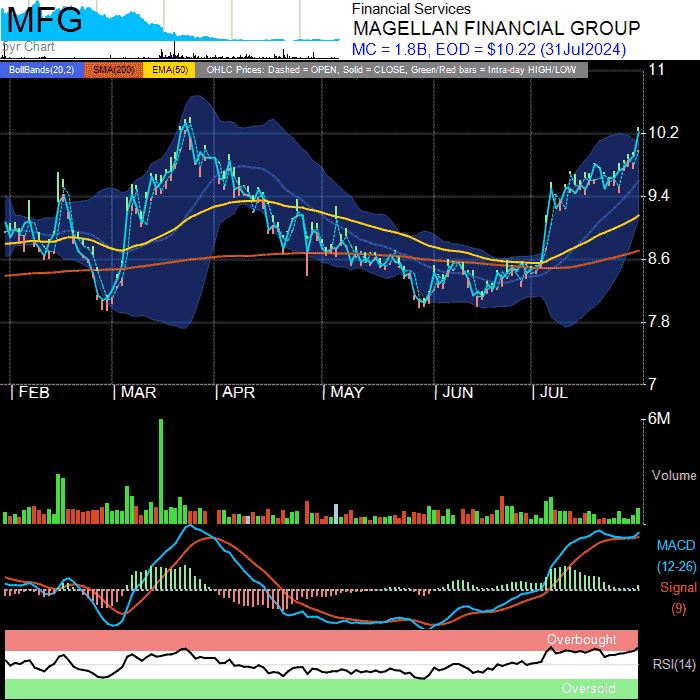 MFG
5yr Chart
Financial Services
MAGELLAN FINANCIAL GROUP
MC = 1.8B, EOD = $10.22 (31Jul2024)
BollBands(20,2) SMA(200) EMA(50) OHLC Prices: Dashed = OPEN, Solid = CLOSE, Green/Red bars = Intra-day HIGH/LOW
11
10.2
9.4
8.6
7.8
7
FEB MAR APR MAY JUN JUL
6M
Volume
MACD
(12-26)
Signal
(9)
Overbought
RSI(14)
Oversold